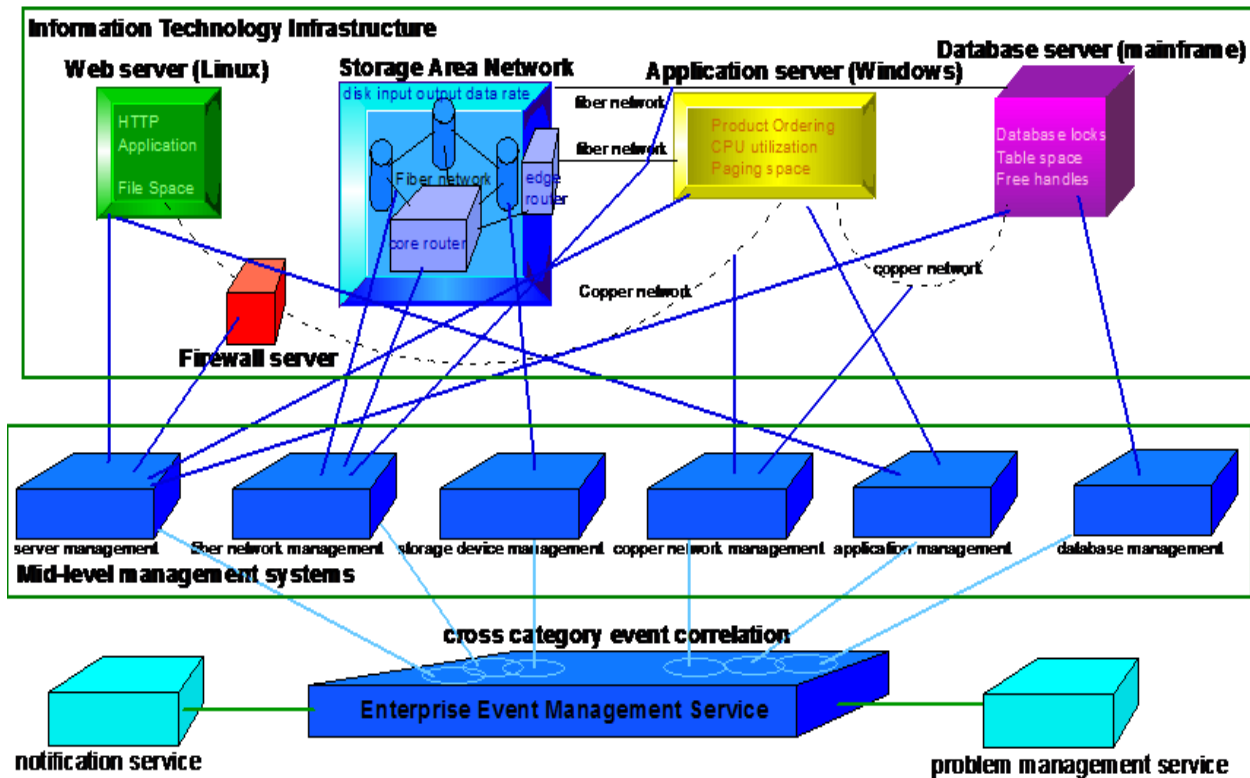 Information Technology Infrastructure
Web server (Linux)
Storage Area Network
Application server (Windows)
Database server (mainframe)
HTTP
Application
File Space
disk input output data rate
Fiber network
edge
router
core router
fiber network
fiber network
Product Ordering
CPU utilization
Paging space
Database locks
Table space
Free handles
Copper network
copper network
Firewall server
server management
fiber network management
storage device management
copper network management
application management
database management
Mid-level management systems
cross category event correlation
Enterprise Event Management Service
notification service
problem management service